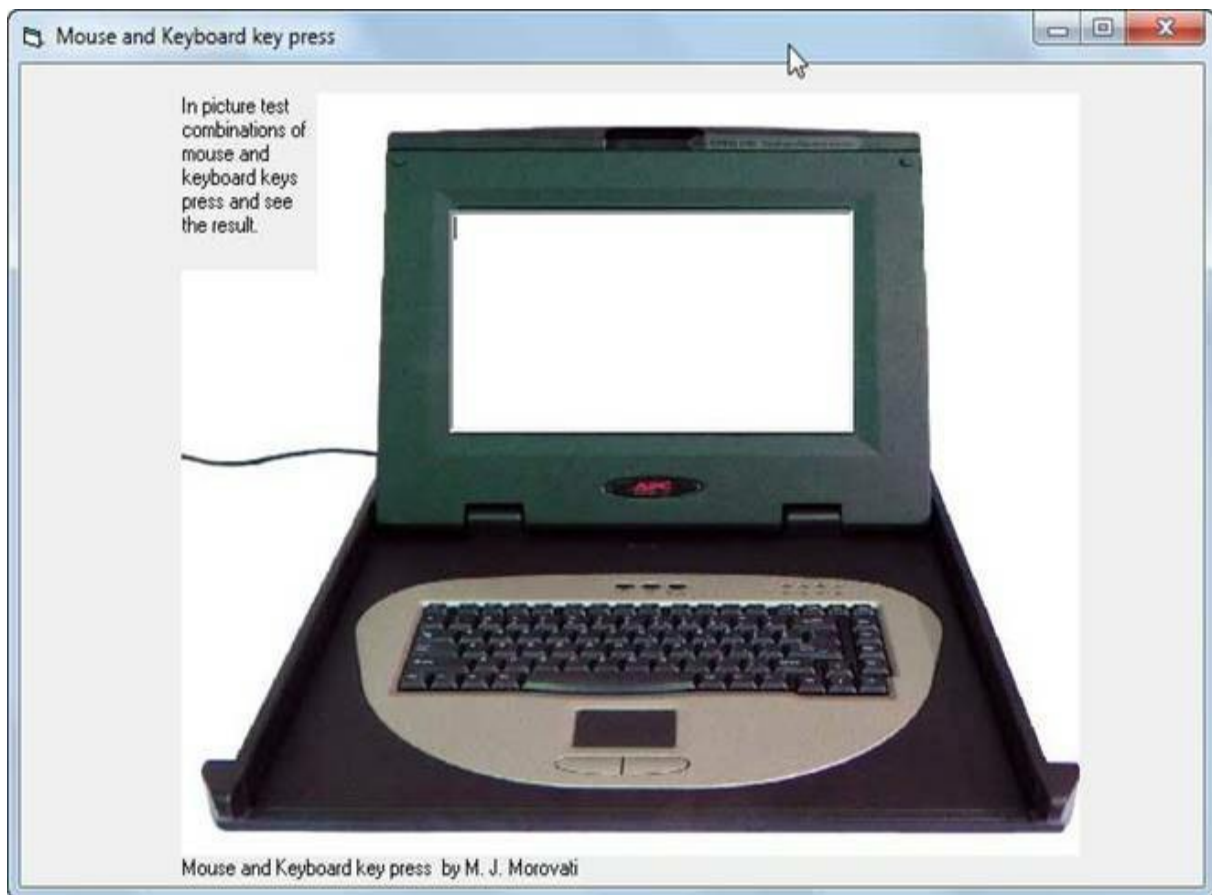 Mouse and Keyboard key press
In picture test
combinations of
mouse and
keyboard keys
press and see
the result.
APC
Mouse and Keyboard key press by M. J. Morovati